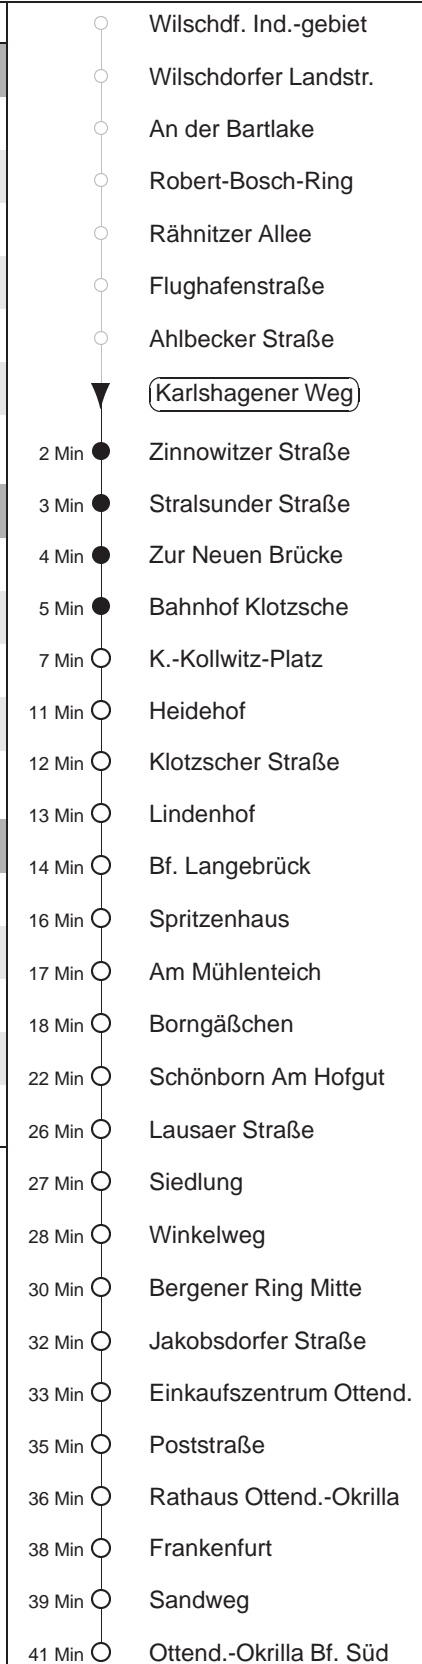 Wilschdf. Ind.-gebiet
Wilschdorfer Landstr.
An der Bartlake
Robert-Bosch-Ring
Rähnitzer Allee
Flughafenstraße
Ahlbecker Straße
Karlshagener Weg
2 Min Zinnowitzer Straße
3 Min Stralsunder Straße
4 Min Zur Neuen Brücke
5 Min Bahnhof Klotzsche
7 Min K.-Kollwitz-Platz
11 Min Heidehof
12 Min Klotzscher Straße
13 Min Lindenhof
14 Min Bf. Langebrück
16 Min Spritzenhaus
17 Min Am Mühlenteich
18 Min Borngäßchen
22 Min Schönborn Am Hofgut
26 Min Lausaer Straße
27 Min Siedlung
28 Min Winkelweg
30 Min Bergener Ring Mitte
32 Min Jakobsdorfer Straße
33 Min Einkaufszentrum Ottend.
35 Min Poststraße
36 Min Rathaus Ottend.-Okrilla
38 Min Frankenfurt
39 Min Sandweg
41 Min Ottend.-Okrilla Bf. Süd